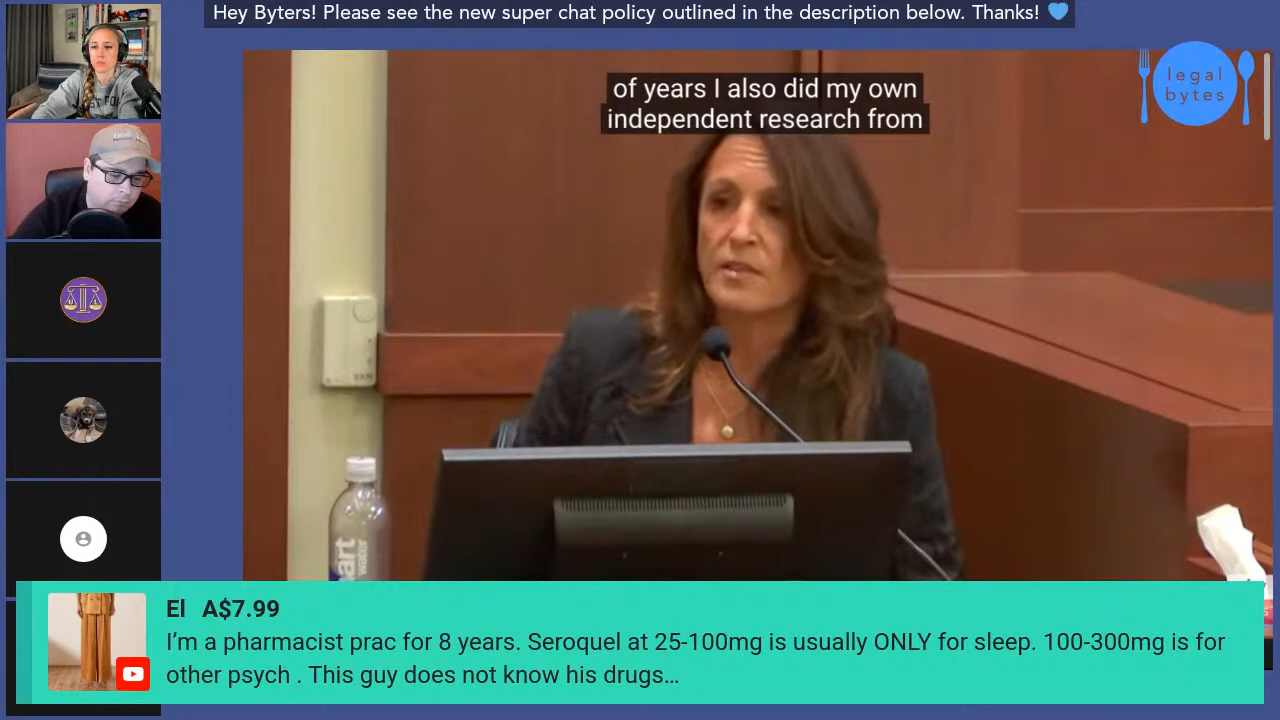 Hey Byters! Please see the new super chat policy outlined in the description below. Thanks! 💙
legal
bytes
of years I also did my own
independent research from
art
water
El A$7.99
I’m a pharmacist prac for 8 years. Seroquel at 25-100mg is usually ONLY for sleep. 100-300mg is for
other psych . This guy does not know his drugs…